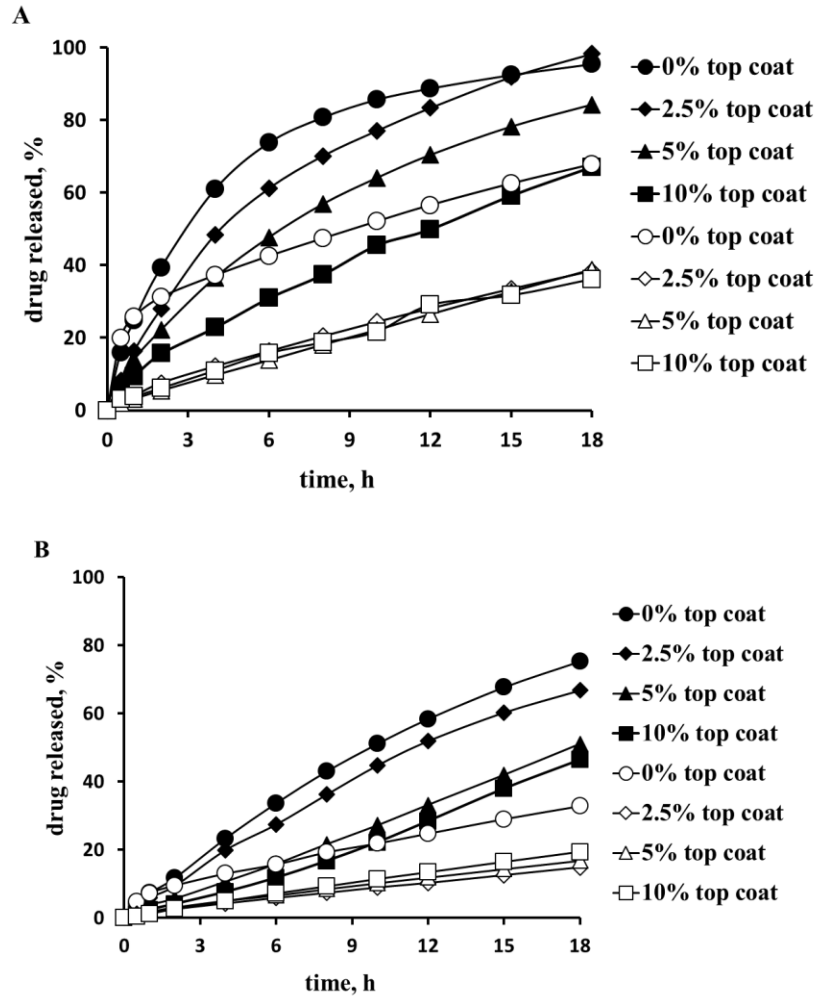 A
100
80
60
40
20
0
drug released, %
0 3 6 9 12 15 18
time, h
0% top coat
2.5% top coat
5% top coat
10% top coat
0% top coat
2.5% top coat
5% top coat
10% top coat
B
100
80
60
40
20
0
drug released, %
0 3 6 9 12 15 18
time, h
0% top coat
2.5% top coat
5% top coat
10% top coat
0% top coat
2.5% top coat
5% top coat
10% top coat